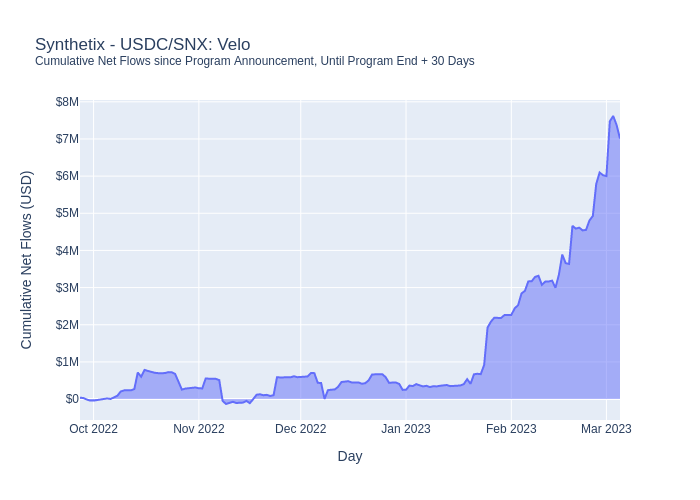 Synthetix - USDC/SNX: Velo
Cumulative Net Flows since Program Announcement, Until Program End + 30 Days
Cumulative Net Flows (USD)
$8M
$7M
$6M
$5M
$4M
$3M
$2M
$1M
$0
Oct 2022 Nov 2022 Dec 2022 Jan 2023 Feb 2023 Mar 2023
Day